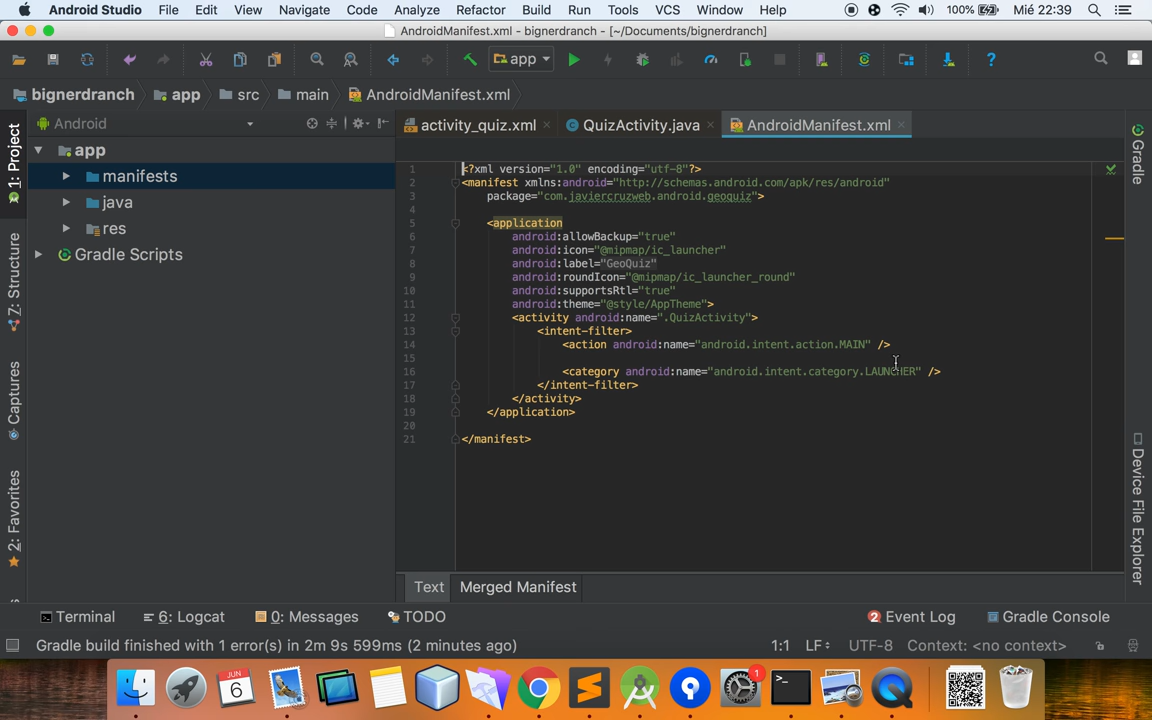 Android Studio File Edit View Navigate Code Analyze Refactor Build Run Tools VCS Window Help 100% Mié 22:39
AndroidManifest.xml - bignerdranch - [~/Documents/bignerdranch]
app
bignerdranch app src main AndroidManifest.xml
Android
activity_quiz.xml QuizActivity.java AndroidManifest.xml
1: Project
Z: Structure
Captures
2: Favorites
app
manifests
java
res
Gradle Scripts
1 <?xml version="1.0" encoding="utf-8"?>
2 <manifest xmlns:android="http://schemas.android.com/apk/res/android"
3 package="com.javiercruzweb.android.geoquiz">
4
5 <application
6 android:allowBackup="true"
7 android:icon="@mipmap/ic_launcher"
8 android:label="GeoQuiz"
9 android:roundIcon="@mipmap/ic_launcher_round"
10 android:supportsRtl="true"
11 android:theme="@style/AppTheme">
12 <activity android:name=".QuizActivity">
13 <intent-filter>
14 <action android:name="android.intent.action.MAIN" />
15
16 <category android:name="android.intent.category.LAUNCHER" />
17 </intent-filter>
18 </activity>
19 </application>
20
21 </manifest>
Gradle
Device File Explorer
Text Merged Manifest
Terminal 6: Logcat 0: Messages TODO 2 Event Log Gradle Console
Gradle build finished with 1 error(s) in 2m 9s 599ms (2 minutes ago) 1:1 LF UTF-8 Context: <no context>
JUN
6
1